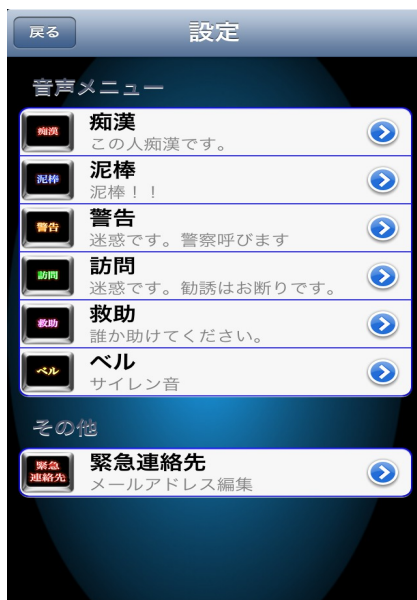 戻る
設定
音声メニュー
痴漢
痴漢
この人痴漢です。
泥棒
泥棒
泥棒！！
警告
警告
迷惑です。警察呼びます
訪問
訪問
迷惑です。勧誘はお断りです。
救助
救助
誰か助けてください。
ベル
ベル
サイレン音
その他
緊急
連絡先
緊急連絡先
メールアドレス編集